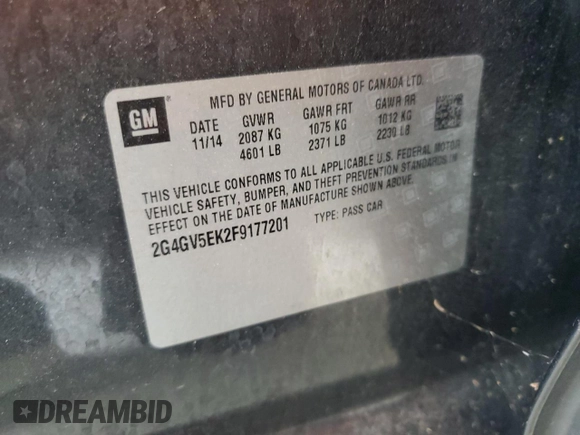 MFD BY GENERAL MOTORS OF CANADA LTD.
GM
DATE GVWR GAWR FRT GAWR RR
11/14 2087 KG 1075 KG 1012 KG
4601 LB 2371 LB 2230 LB
THIS VEHICLE CONFORMS TO ALL APPLICABLE U.S. FEDERAL MOTOR
VEHICLE SAFETY, BUMPER, AND THEFT PREVENTION STANDARDS IN
EFFECT ON THE DATE OF MANUFACTURE SHOWN ABOVE.
2G4GV5EK2F9177201 TYPE: PASS CAR
DREAMBID